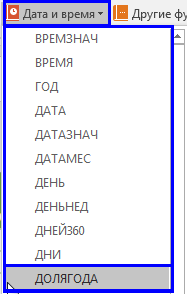 Дата и время Другие фу
ВРЕМЗНАЧ
ВРЕМЯ
ГОД
ДАТА
ДАТАЗНАЧ
ДАТАМЕС
ДЕНЬ
ДЕНЬНЕД
ДНЕЙ360
ДНИ
ДОЛЯГОДА